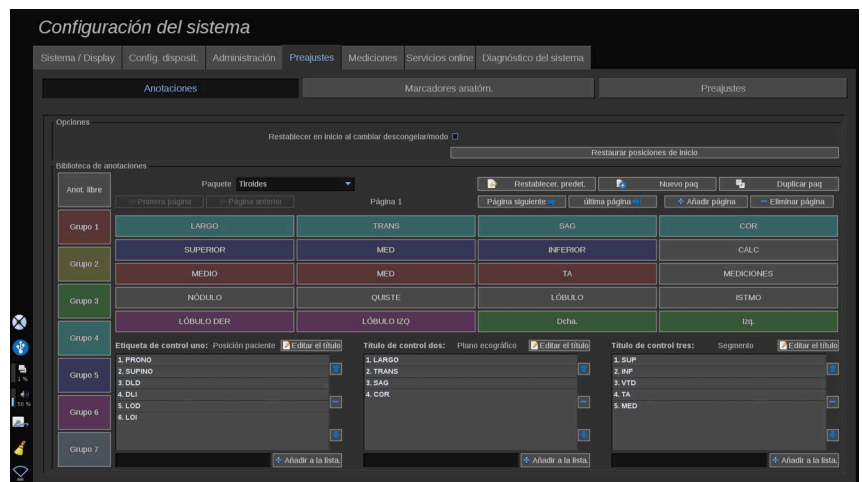 Configuración del sistema
Sistema / Display Config. disposit. Administración Preajustes Mediciones Servicios online Diagnóstico del sistema
Anotaciones Marcadores anatóm. Preajustes
Opciones
Restablecer en inicio al cambiar descongelar/modo
Restaurar posiciones de inicio
Biblioteca de anotaciones
Anot. libre Paquete Tiroides Restablecer. predet. Nuevo paq Duplicar paq
Primera página Página anterior Página 1 Página siguiente última página Añadir página Eliminar página
Grupo 1 LARGO TRANS SAG COR
SUPERIOR MED INFERIOR CALC
Grupo 2 MEDIO MED TA MEDICIONES
Grupo 3 NÓDULO QUISTE LÓBULO ISTMO
LÓBULO DER LÓBULO IZQ Dcha. Izq.
Grupo 4 Etiqueta de control uno: Posición paciente Editar el título Título de control dos: Plano ecográfico Editar el título Título de control tres: Segmento Editar el título
1. PRONO 1. LARGO 1. SUP
Grupo 5 2. SUPINO 2. TRANS 2. INF
3. DLD 3. SAG 3. VTD
1 % 4. DLI 4. COR 4. TA
10 % 5. LOD 5. MED
Grupo 6 6. LOI
Grupo 7
Añadir a la lista. Añadir a la lista. Añadir a la lista.